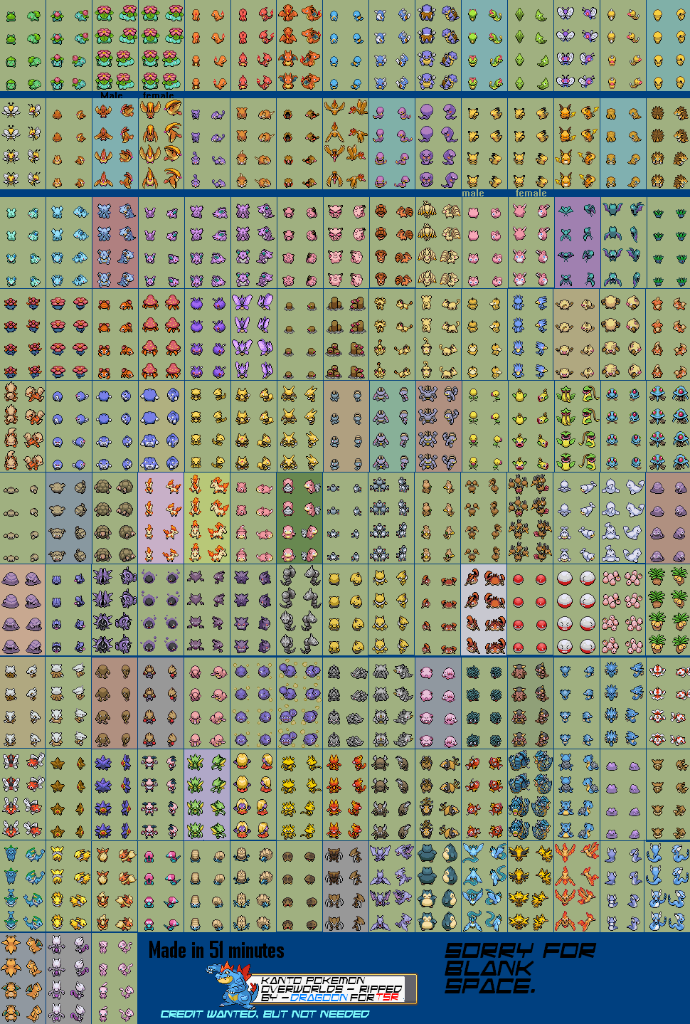 Male female
male female
Made in 51 minutes
SORRY FOR
BLANK
SPACE.
KANTO POKEMON
OVERWORLDS - RIPPED
BY -DRAGOON FOR TSR
CREDIT WANTED, BUT NOT NEEDED